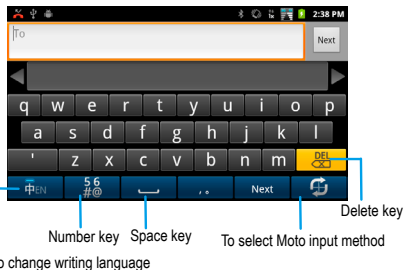 2:38 PM
To
Next
q w e r t y u i o p
a s d f g h j k l
' z x c v b n m DEL
中EN 56 #@ ,。 Next
Delete key
Number key Space key To select Moto input method
o change writing language